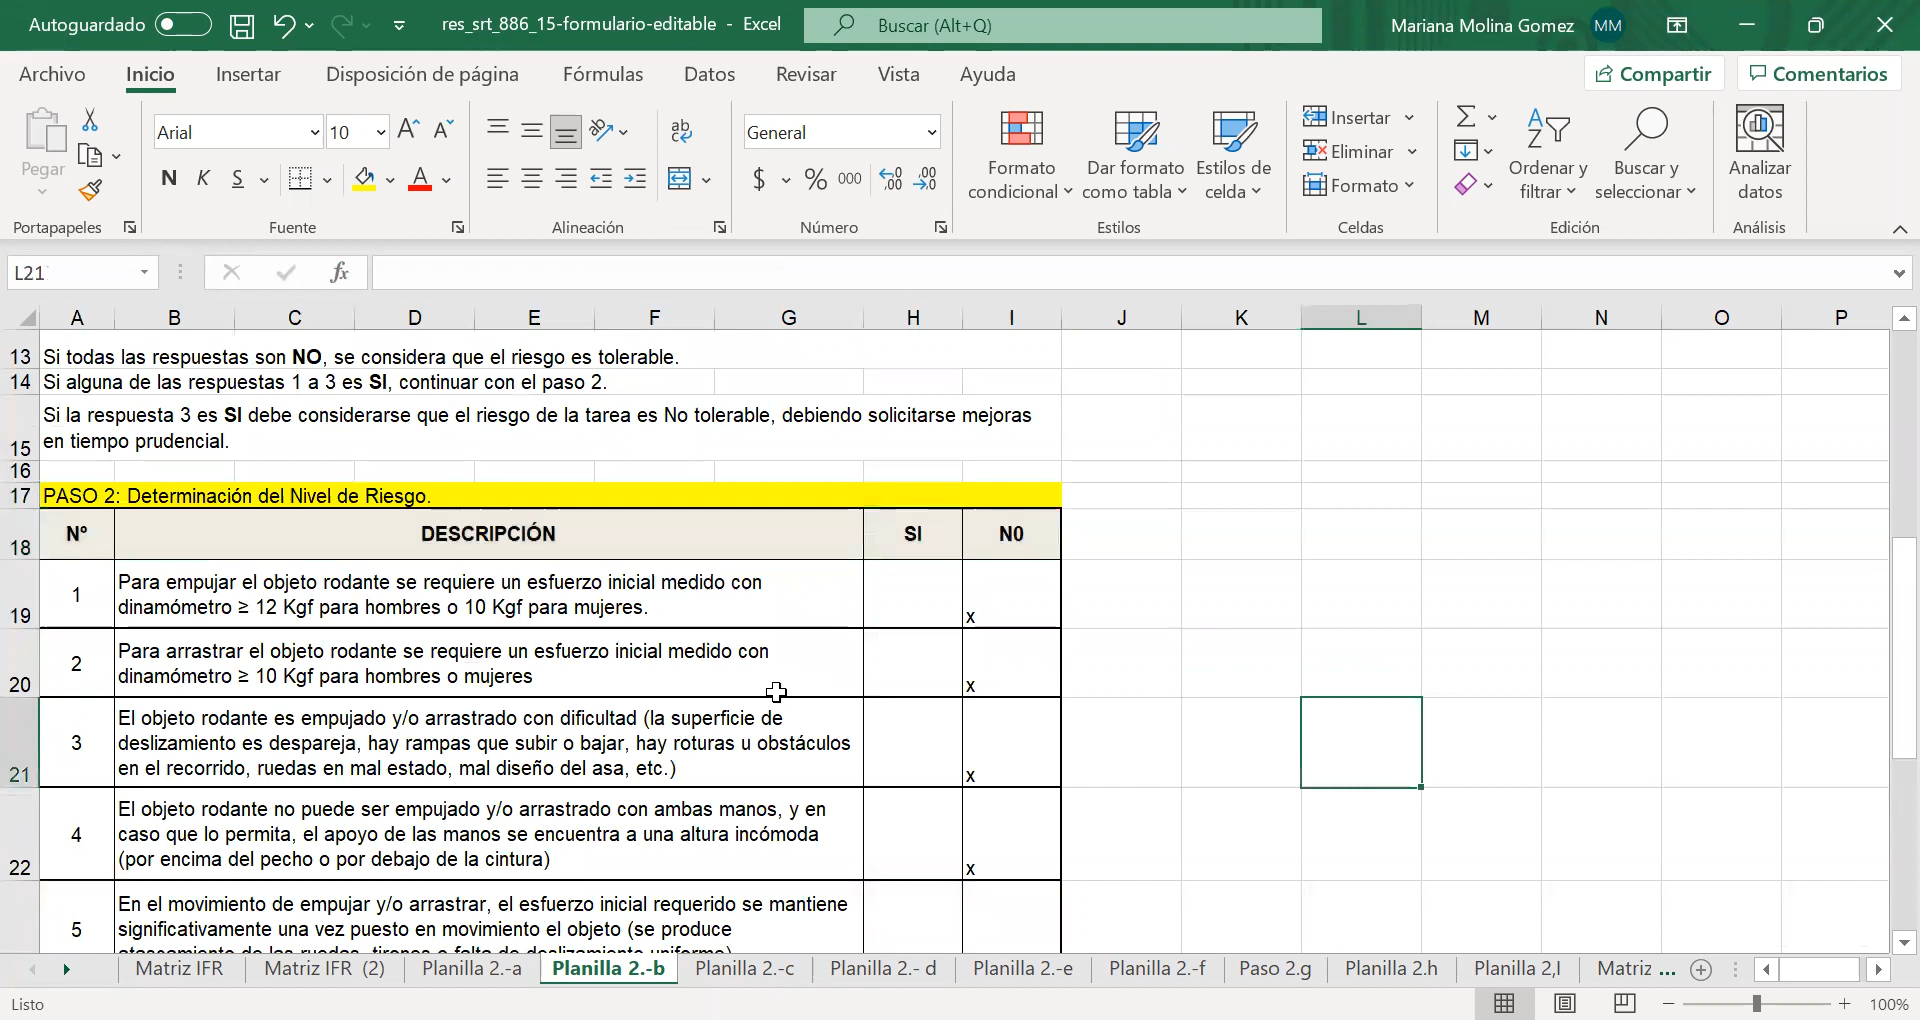 Autoguardado
res_srt_886_15-formulario-editable - Excel
Buscar (Alt+Q)
Mariana Molina Gomez MM
Archivo Inicio Insertar Disposición de página Fórmulas Datos Revisar Vista Ayuda Compartir Comentarios
Pegar
Portapapeles
Arial 10
N K S
Fuente
ab
Alineación
General
$ % 000
Número
Formato condicional
Dar formato como tabla
Estilos de celda
Estilos
Insertar
Eliminar
Formato
Celdas
Ordenar y filtrar
Buscar y seleccionar
Edición
Analizar datos
Análisis
L21 fx
A B C D E F G H I J K L M N O P
13 Si todas las respuestas son NO, se considera que el riesgo es tolerable.
14 Si alguna de las respuestas 1 a 3 es SI, continuar con el paso 2.
Si la respuesta 3 es SI debe considerarse que el riesgo de la tarea es No tolerable, debiendo solicitarse mejoras
15 en tiempo prudencial.
16
17 PASO 2: Determinación del Nivel de Riesgo.
18 Nº DESCRIPCIÓN SI N0
1 Para empujar el objeto rodante se requiere un esfuerzo inicial medido con
19 dinamómetro ≥ 12 Kgf para hombres o 10 Kgf para mujeres. x
2 Para arrastrar el objeto rodante se requiere un esfuerzo inicial medido con
20 dinamómetro ≥ 10 Kgf para hombres o mujeres x
El objeto rodante es empujado y/o arrastrado con dificultad (la superficie de
3 deslizamiento es despareja, hay rampas que subir o bajar, hay roturas u obstáculos
21 en el recorrido, ruedas en mal estado, mal diseño del asa, etc.) x
El objeto rodante no puede ser empujado y/o arrastrado con ambas manos, y en
4 caso que lo permita, el apoyo de las manos se encuentra a una altura incómoda
22 (por encima del pecho o por debajo de la cintura) x
En el movimiento de empujar y/o arrastrar, el esfuerzo inicial requerido se mantiene
5 significativamente una vez puesto en movimiento el objeto (se produce
atascamiento de las ruedas, tirones o falta de deslizamiento uniforme)
Matriz IFR Matriz IFR (2) Planilla 2.-a Planilla 2.-b Planilla 2.-c Planilla 2.- d Planilla 2.-e Planilla 2.-f Paso 2.g Planilla 2.h Planilla 2,I Matriz ...
Listo 100%